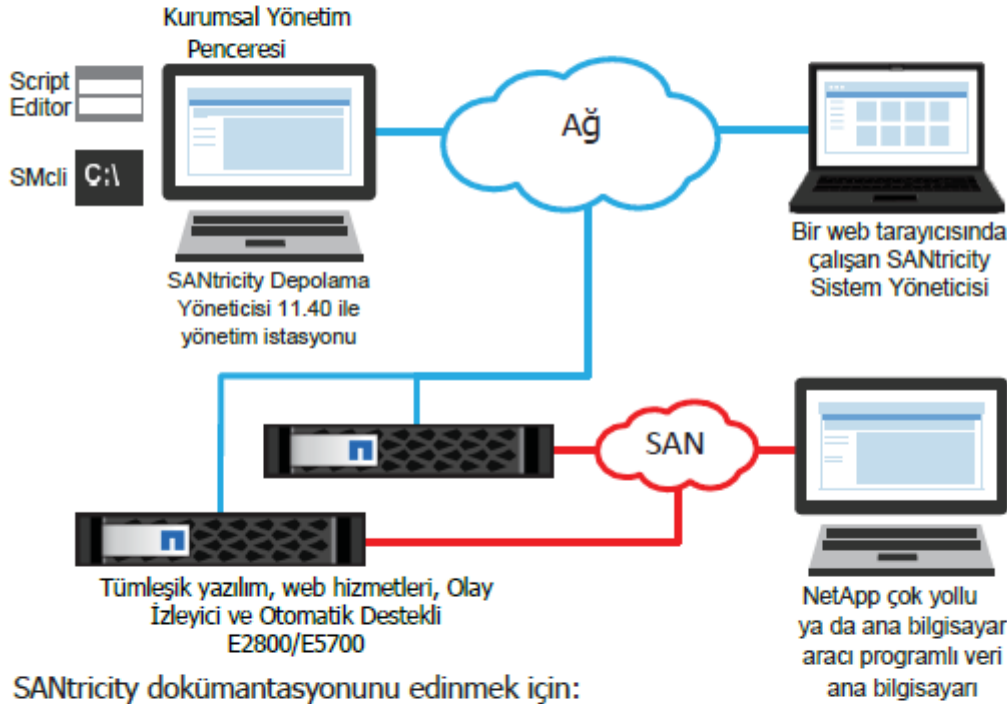 Kurumsal Yönetim
Penceresi
Script
Editor
SMcli
C:\
Ağ
SANtricity Depolama
Yöneticisi 11.40 ile
yönetim istasyonu
Bir web tarayıcısında
çalışan SANtricity
Sistem Yöneticisi
SAN
Tümleşik yazılım, web hizmetleri, Olay
İzleyici ve Otomatik Destekli
E2800/E5700
NetApp çok yollu
ya da ana bilgisayar
aracı programlı veri
ana bilgisayarı
SANtricity dokümantasyonunu edinmek için: